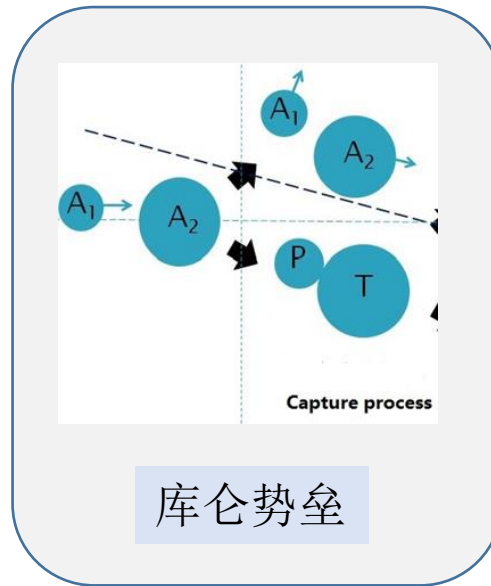 A₁
A₂
A₁
A₂
P
T
Capture process
库仑势垒